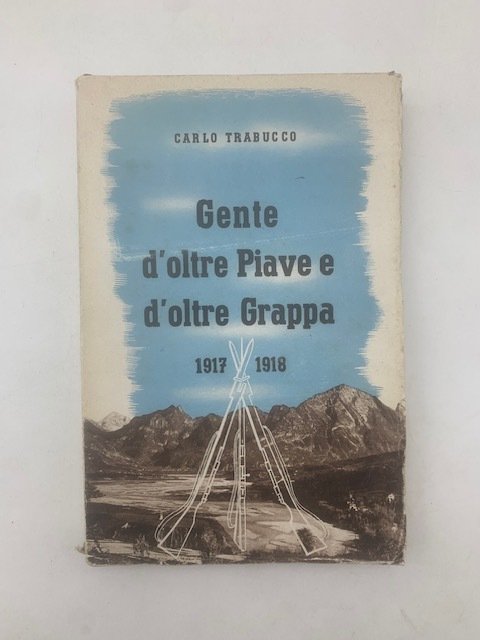 CARLO TRABUCCO
Gente
d'oltre Piave e
d'oltre Grappa
1917 1918